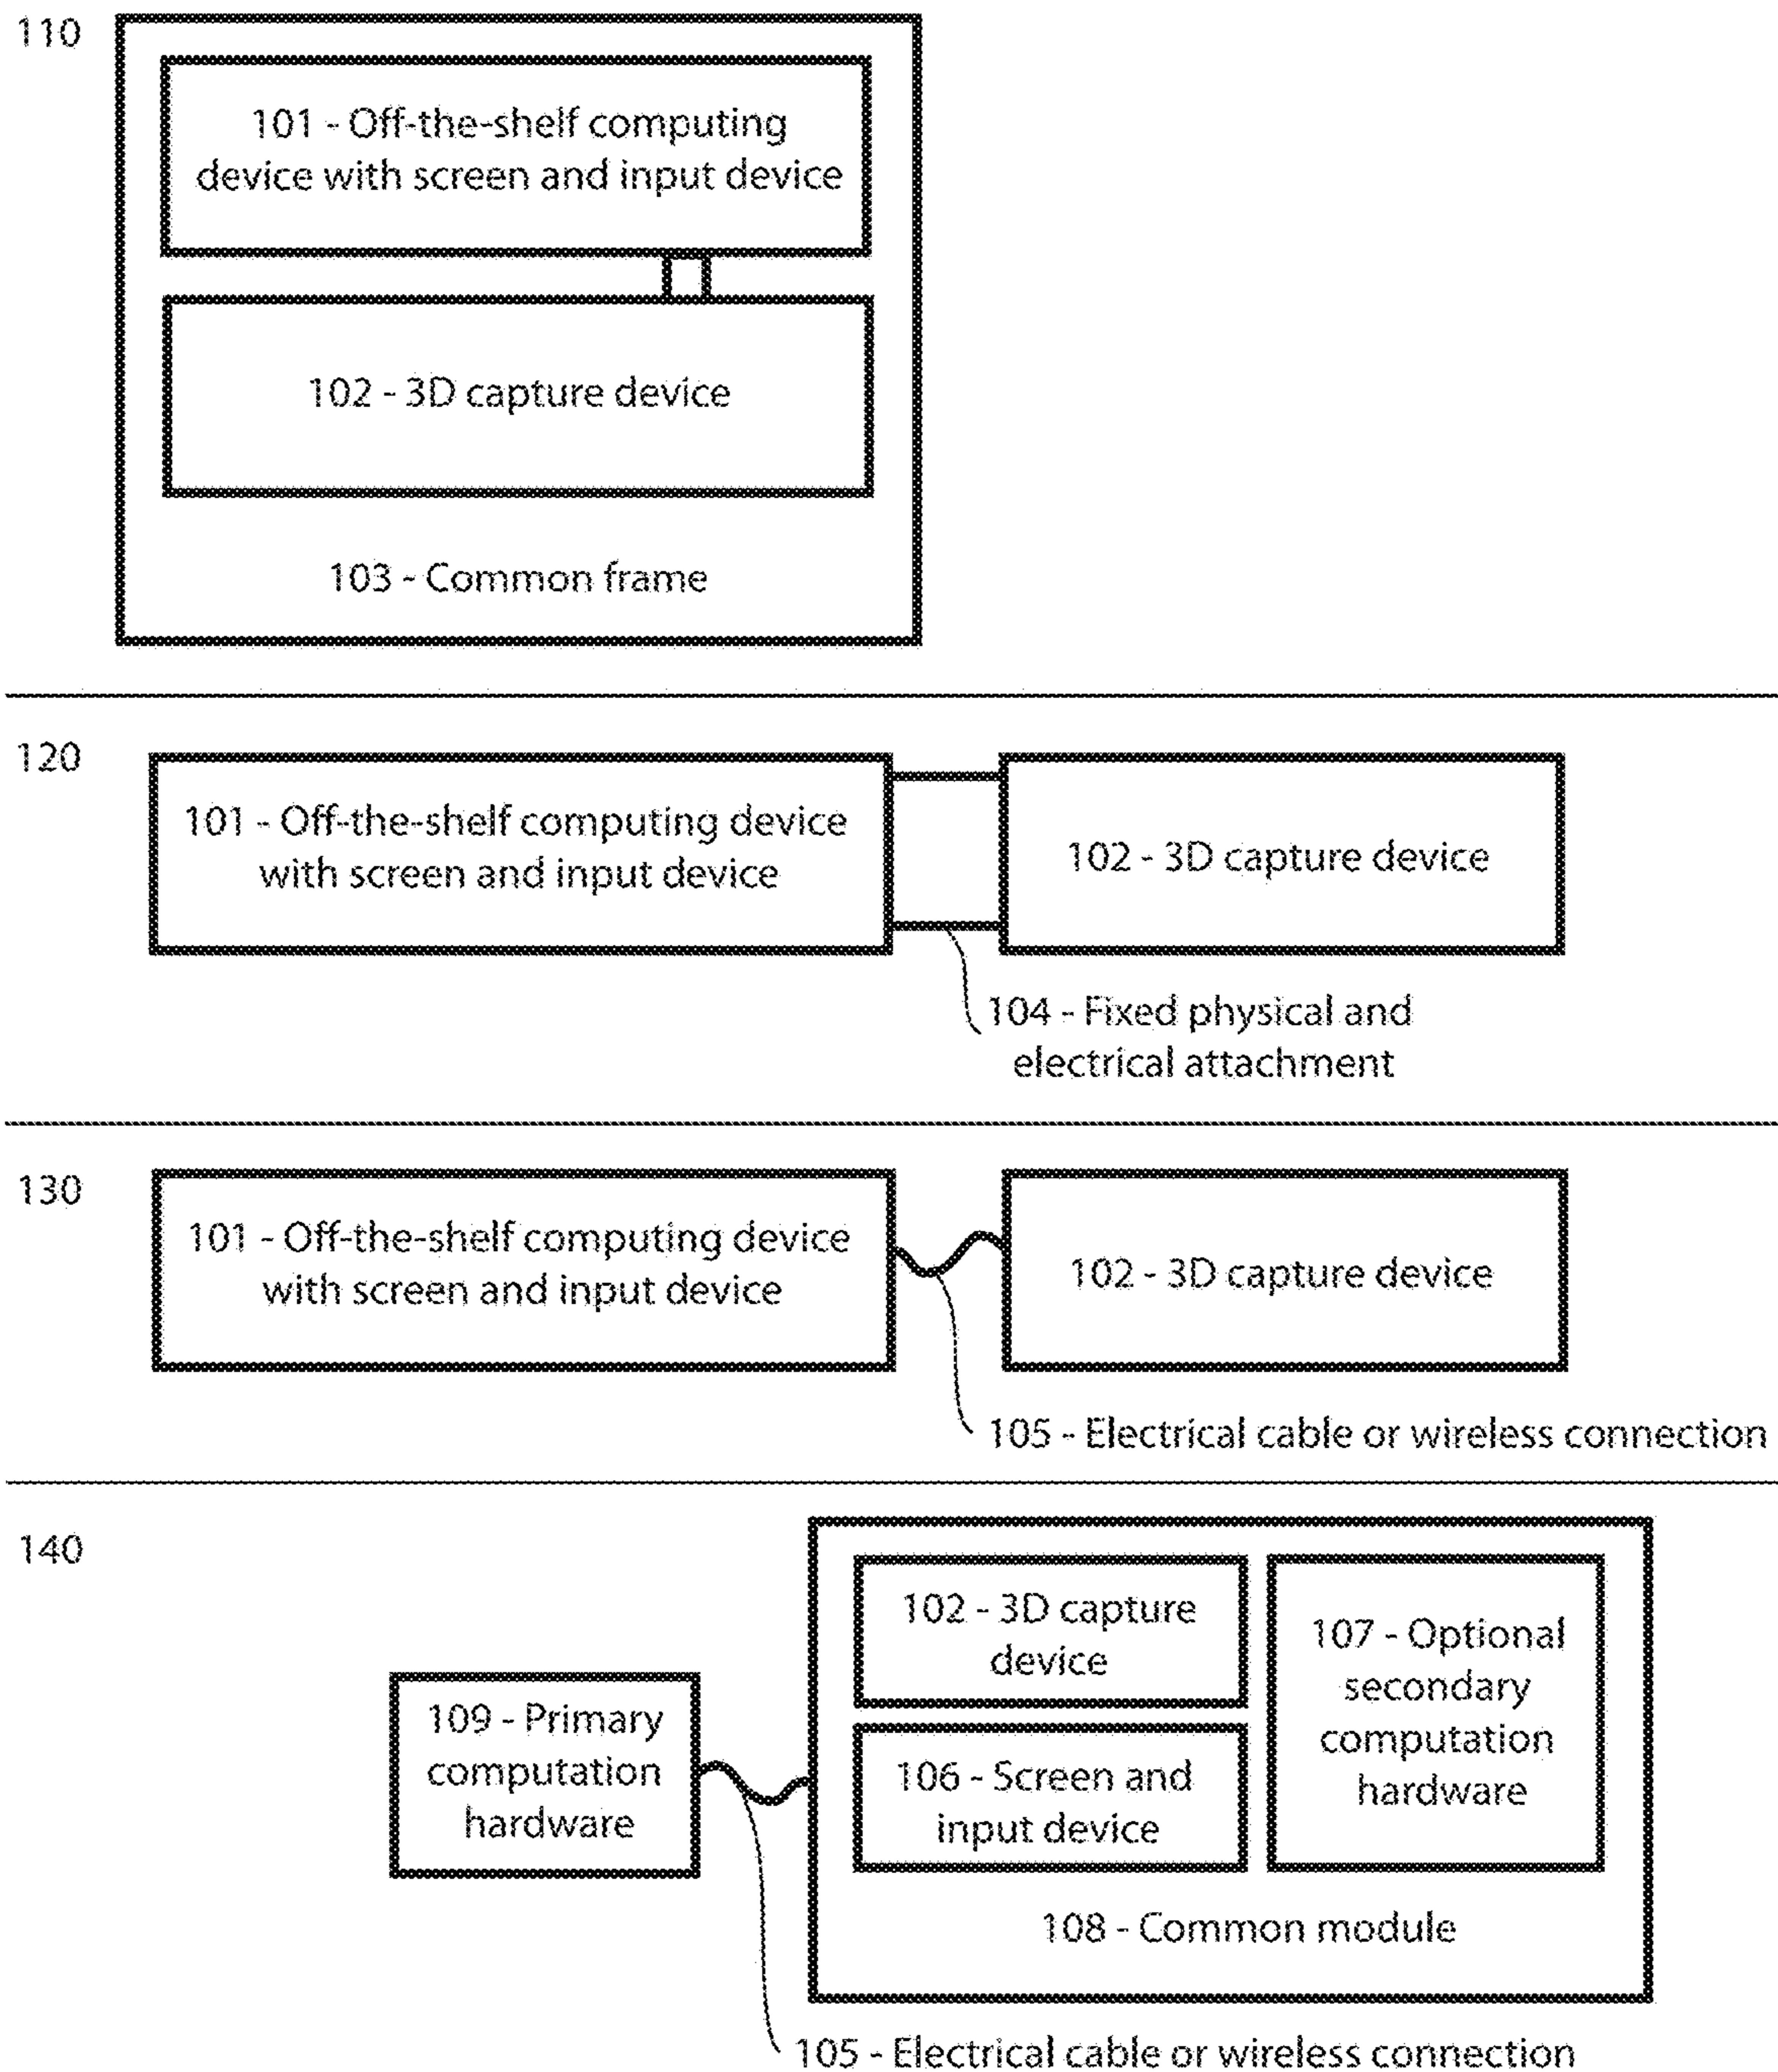 110
101 - Off-the-shelf computing
device with screen and input device
102 - 3D capture device
103 - Common frame
120
101 - Off-the-shelf computing device
with screen and input device
102 - 3D capture device
104 - Fixed physical and
electrical attachment
130
101 - Off-the-shelf computing device
with screen and input device
102 - 3D capture device
105 - Electrical cable or wireless connection
140
109 - Primary
computation
hardware
102 - 3D capture
device
106 - Screen and
input device
107 - Optional
secondary
computation
hardware
108 - Common module
105 - Electrical cable or wireless connection